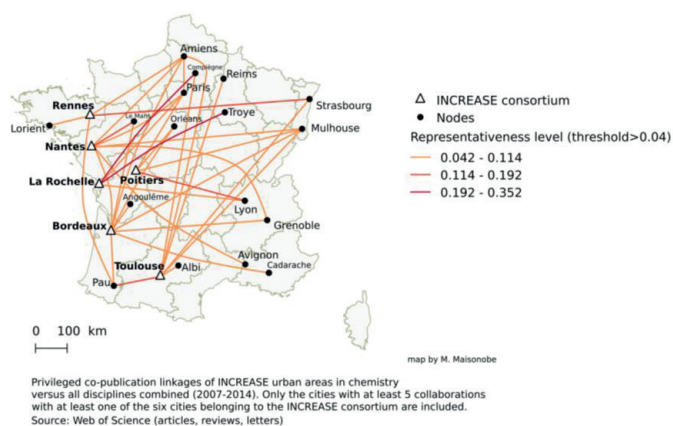 Amiens
Compiègne
Reims
Paris
Rennes
Strasbourg
Lorient
Le Mans
Orléans
Troye
Mulhouse
Nantes
La Rochelle
Poitiers
Angoulême
Lyon
Bordeaux
Grenoble
Toulouse
Albi
Avignon
Cadarache
Pau
INCREASE consortium
Nodes
Representativeness level (threshold>0.04)
0.042 - 0.114
0.114 - 0.192
0.192 - 0.352
0 100 km
map by M. Maisonobe
Privileged co-publication linkages of INCREASE urban areas in chemistry
versus all disciplines combined (2007-2014). Only the cities with at least 5 collaborations
with at least one of the six cities belonging to the INCREASE consortium are included.
Source: Web of Science (articles, reviews, letters)